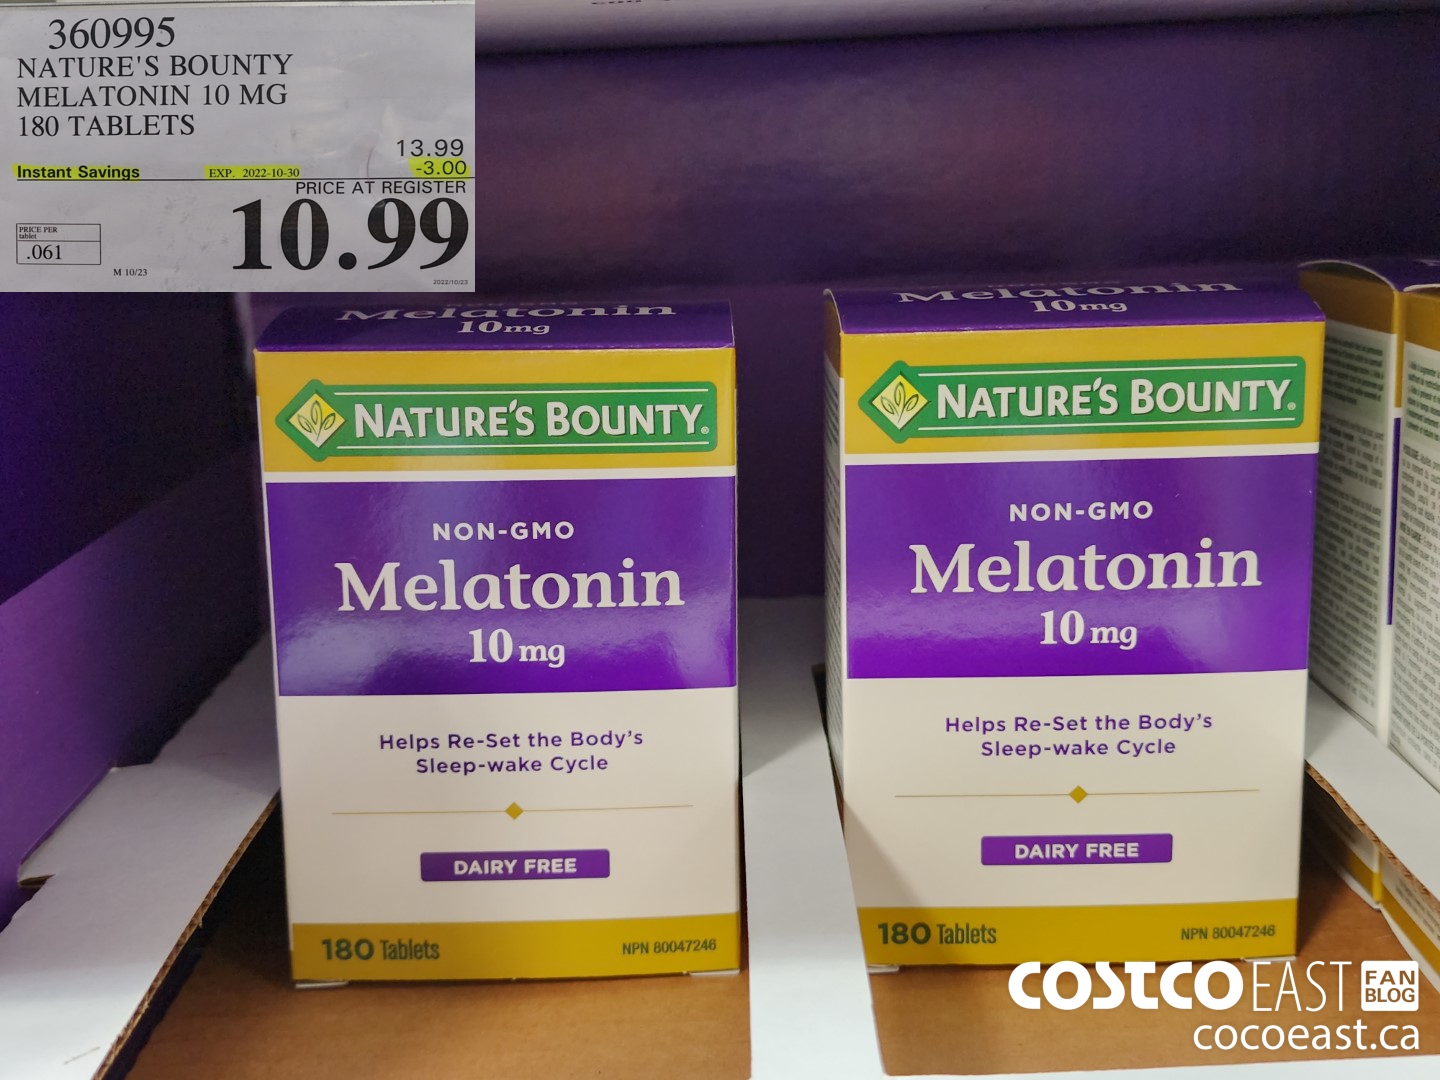 360995
NATURE'S BOUNTY
MELATONIN 10 MG
180 TABLETS
13.99
Instant Savings EXP. 2022-10-30 -3.00
PRICE AT REGISTER
10.99
PRICE PER
tablet
.061
M 10/23
2022/10/23
Melatonin
10mg
NATURE'S BOUNTY®
NON-GMO
Melatonin
10 mg
Helps Re-Set the Body's
Sleep-wake Cycle
DAIRY FREE
180 Tablets NPN 80047246
Melatonin
10mg
NATURE'S BOUNTY®
NON-GMO
Melatonin
10 mg
Helps Re-Set the Body's
Sleep-wake Cycle
DAIRY FREE
180 Tablets NPN 80047246
COSTCO EAST FAN
BLOG
cocoeast.ca